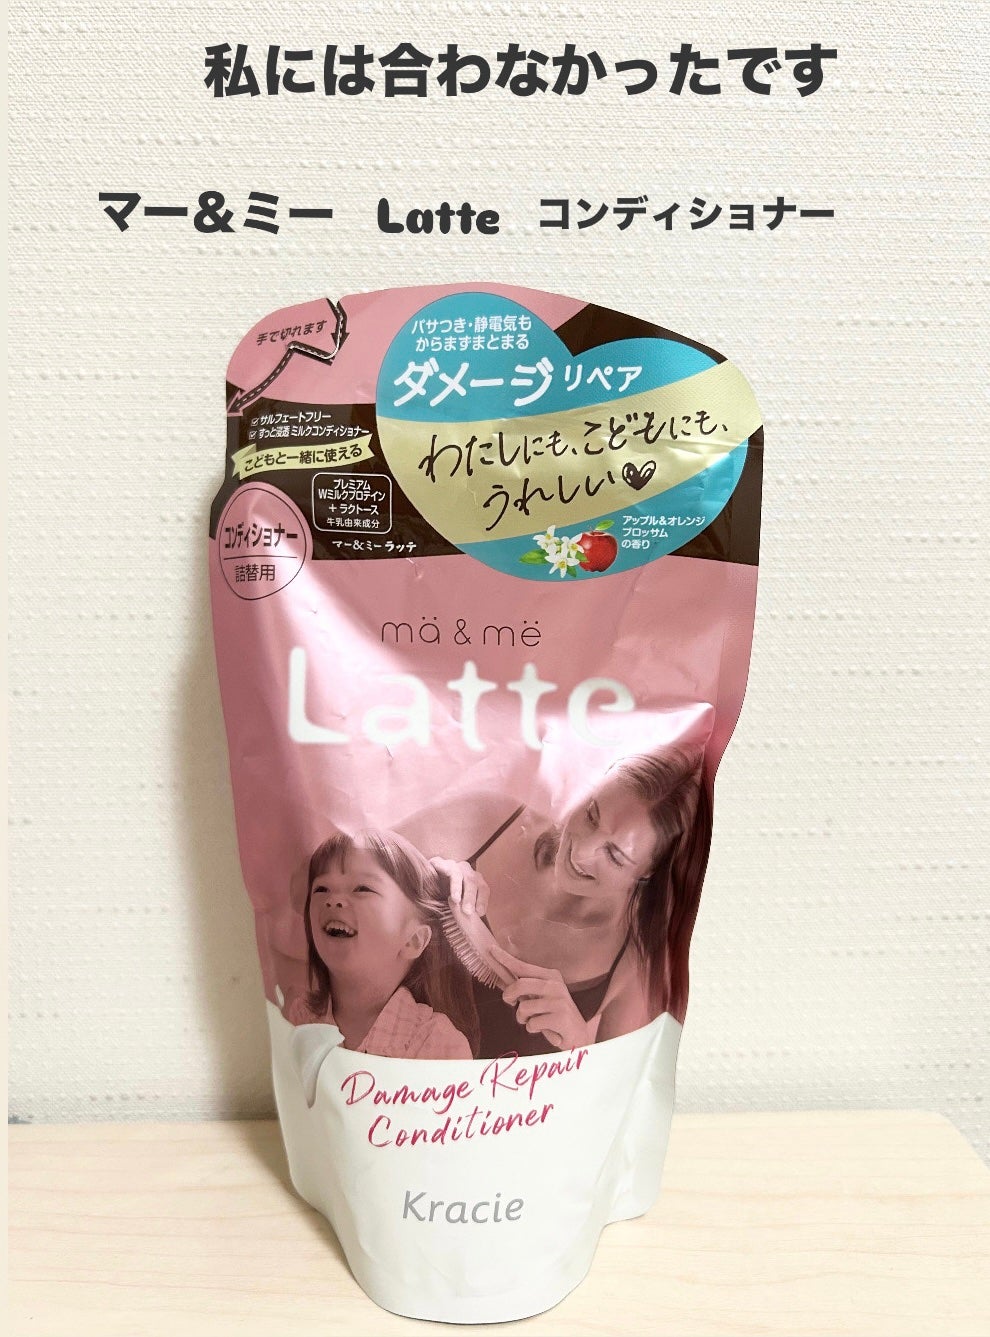 私には合わなかったです
マー&ミー Latte コンディショナー
手で切れます
パサつき・静電気も
からまずまとまる
ダメージリペア
わたしにも、こどもにも、
うれしい
アップル&オレンジ
ブロッサム
の香り
サルフェートフリー
すっと浸透 ミルクコンディショナー
こどもと一緒に使える
プレミアム
Wミルクプロテイン
+ラクトース
牛乳由来成分
マー&ミー ラッテ
コンディショナー
詰替用
mä & më
Latte
Damage Repair
Conditioner
Kracie